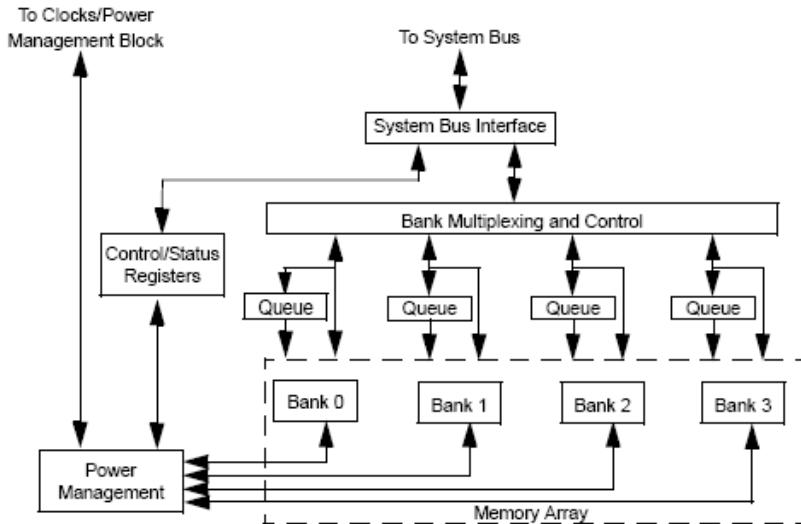 To Clocks/Power
Management Block
To System Bus
System Bus Interface
Bank Multiplexing and Control
Control/Status
Registers
Queue
Queue
Queue
Queue
Bank 0
Bank 1
Bank 2
Bank 3
Power
Management
Memory Array